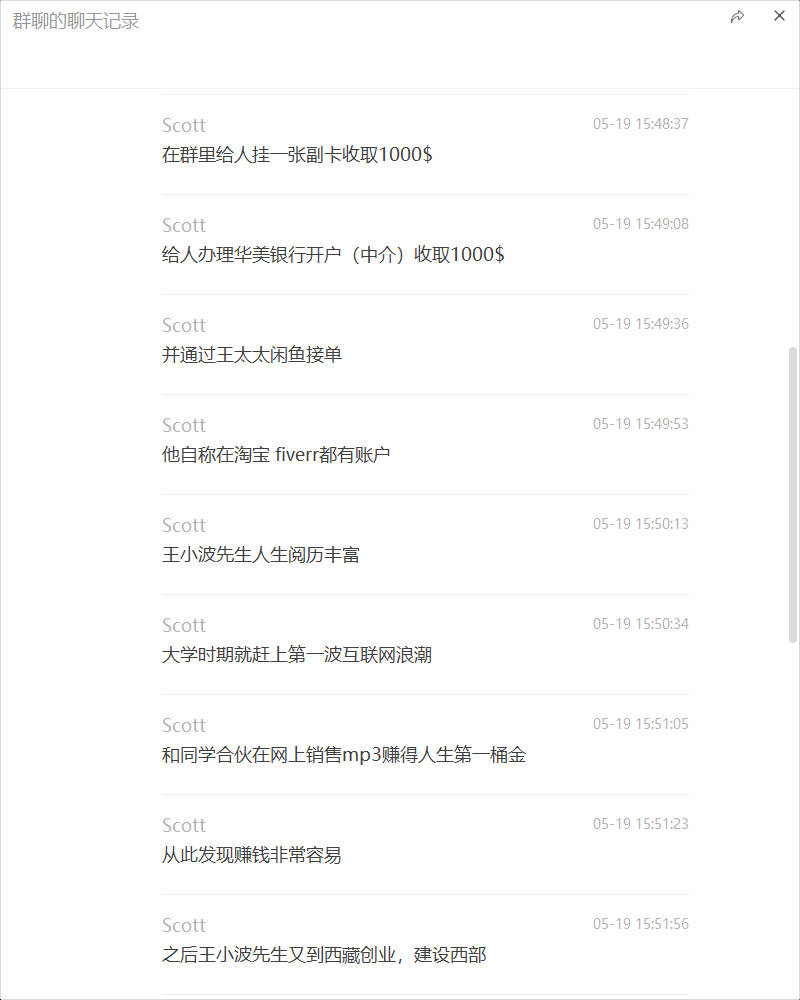 群聊的聊天记录
Scott
05-19 15:48:37
在群里给人挂一张副卡收取1000$
Scott
05-19 15:49:08
给人办理华美银行开户（中介）收取1000$
Scott
05-19 15:49:36
并通过王太太闲鱼接单
Scott
05-19 15:49:53
他自称在淘宝 fiverr都有账户
Scott
05-19 15:50:13
王小波先生人生阅历丰富
Scott
05-19 15:50:34
大学时期就赶上第一波互联网浪潮
Scott
05-19 15:51:05
和同学合伙在网上销售mp3赚得人生第一桶金
Scott
05-19 15:51:23
从此发现赚钱非常容易
Scott
05-19 15:51:56
之后王小波先生又到西藏创业，建设西部